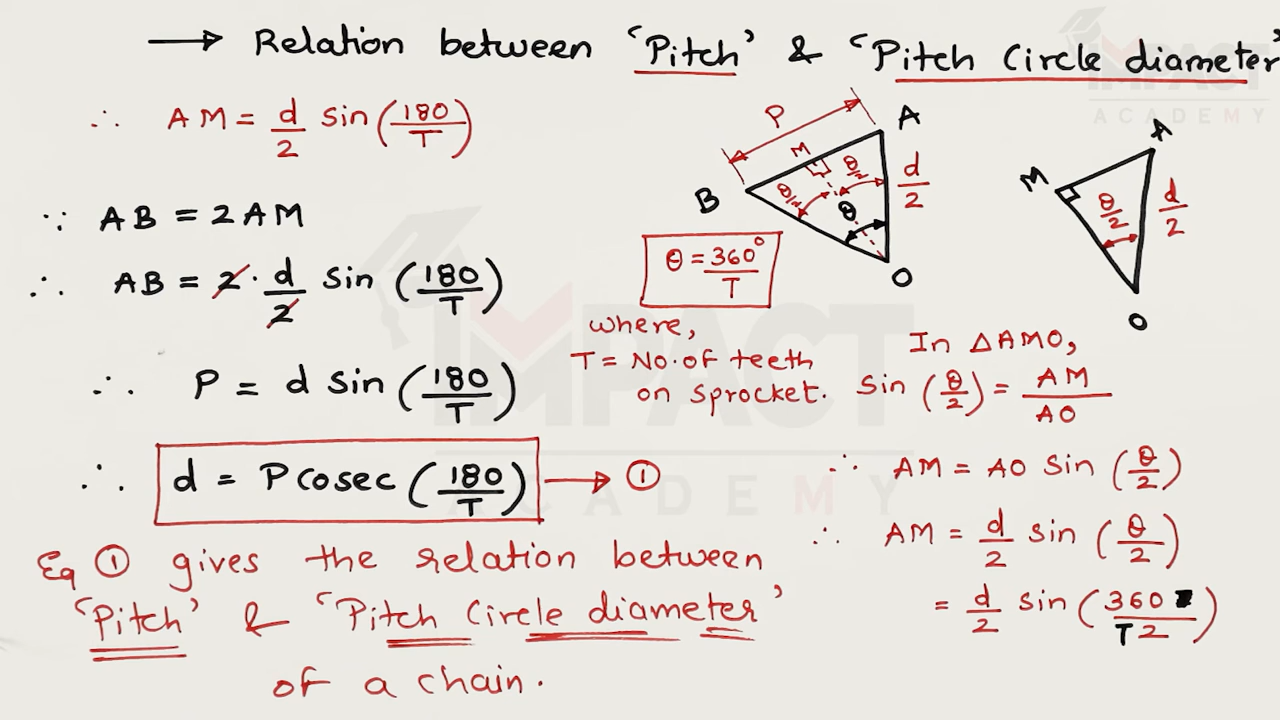 → Relation between 'Pitch' & 'Pitch Circle diameter'
∴ AM = d/2 Sin (180/T)
∵ AB = 2AM
∴ AB = 2 · d/2 Sin (180/T)
∴ P = d Sin (180/T)
∴ d = P cosec (180/T) → ①
Eq ① gives the relation between
'Pitch' & 'Pitch Circle diameter'
of a chain.
P
A
M
θ/2
d/2
B
θ/2
θ
O
θ = 360°/T
where,
T = No. of teeth
on sprocket.
A
M
θ/2
d/2
O
In △AMO,
Sin (θ/2) = AM/AO
∴ AM = AO Sin (θ/2)
∴ AM = d/2 Sin (θ/2)
= d/2 Sin (360/T2)
IMPACT
ACADEMY
IMPACT
ACADEMY